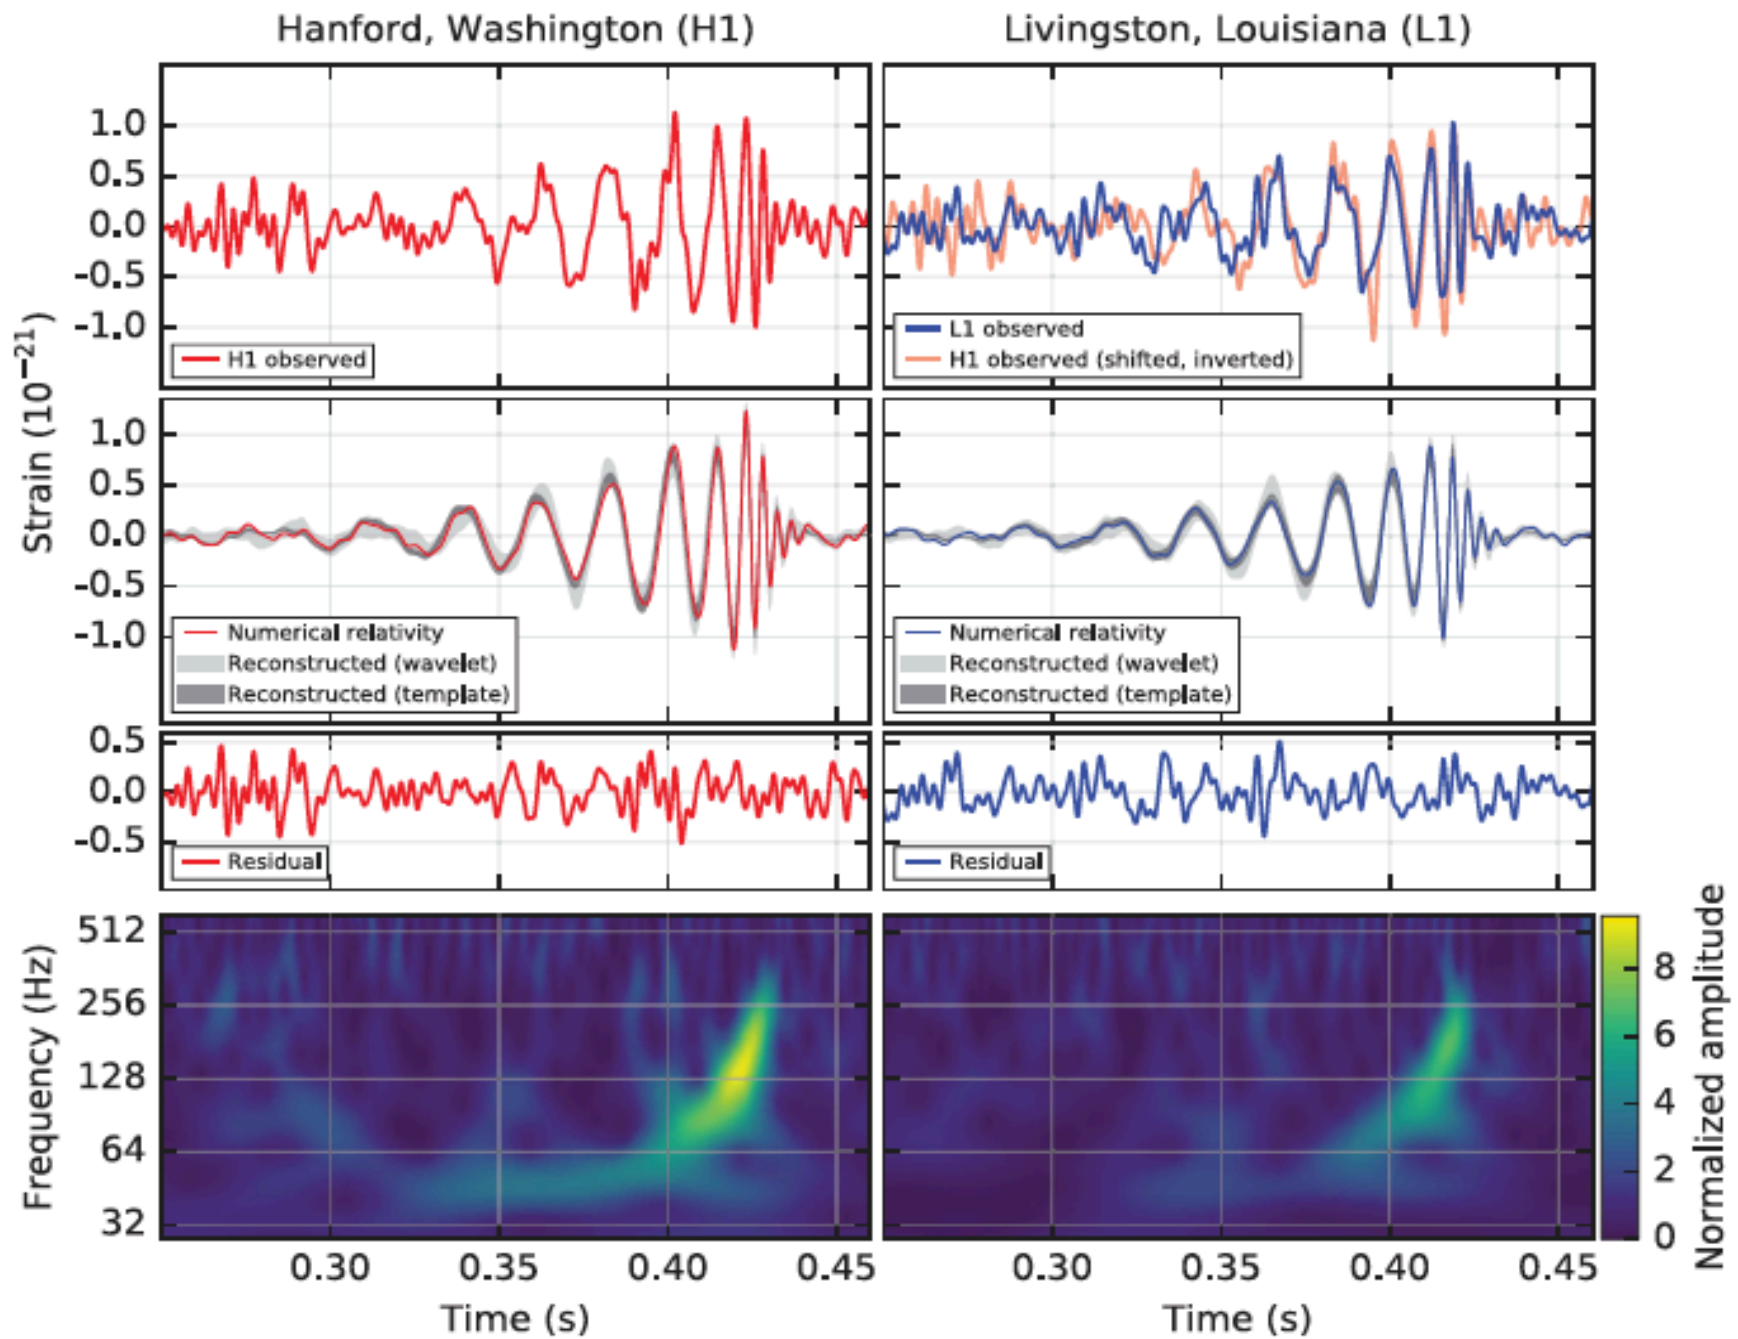 Hanford, Washington (H1)
Livingston, Louisiana (L1)
Strain (10⁻²¹)
1.0
0.5
0.0
-0.5
-1.0
H1 observed
L1 observed
H1 observed (shifted, inverted)
1.0
0.5
0.0
-0.5
-1.0
Numerical relativity
Reconstructed (wavelet)
Reconstructed (template)
Numerical relativity
Reconstructed (wavelet)
Reconstructed (template)
0.5
0.0
-0.5
Residual
Residual
Frequency (Hz)
512
256
128
64
32
Normalized amplitude
8
6
4
2
0
0.30 0.35 0.40 0.45
0.30 0.35 0.40 0.45
Time (s)
Time (s)